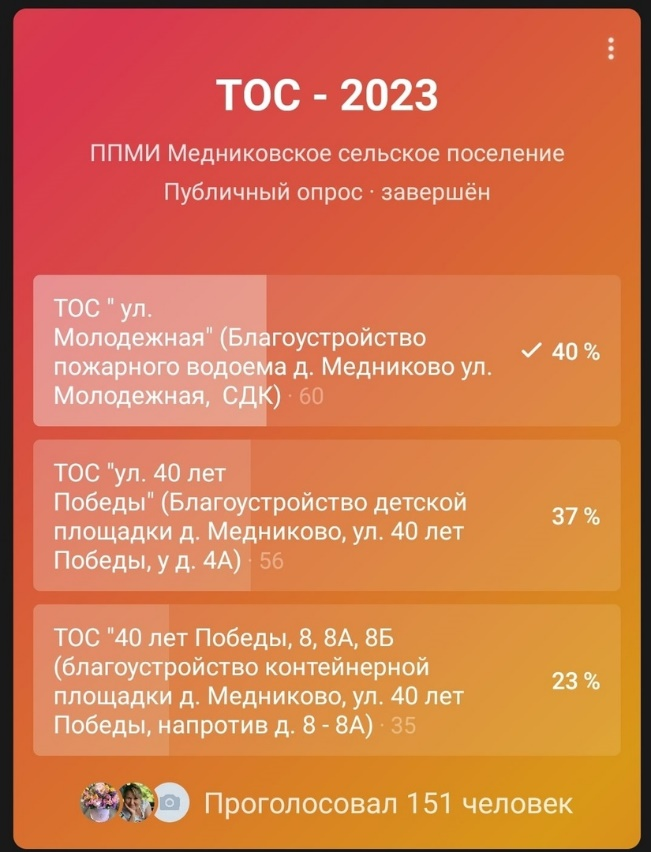 ТОС - 2023
ППМИ Медниковское сельское поселение
Публичный опрос · завершён
ТОС " ул.
Молодежная" (Благоустройство
пожарного водоема д. Медниково ул.
Молодежная,  СДК) · 60
40 %
ТОС "ул. 40 лет
Победы" (Благоустройство детской
площадки д. Медниково, ул. 40 лет
Победы, у д. 4А) · 56
37 %
ТОС "40 лет Победы, 8, 8А, 8Б
(благоустройство контейнерной
площадки д. Медниково, ул. 40 лет
Победы, напротив д. 8 - 8А) · 35
23 %
Проголосовал 151 человек